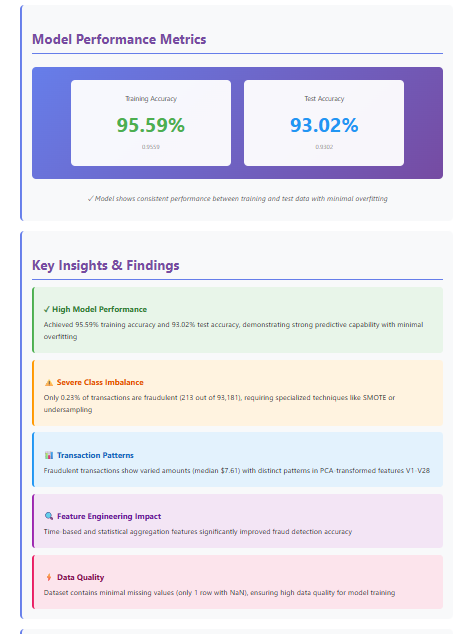 Model Performance Metrics
Training Accuracy
95.59%
0.9559
Test Accuracy
93.02%
0.9302
✓ Model shows consistent performance between training and test data with minimal overfitting
Key Insights & Findings
✓ High Model Performance
Achieved 95.59% training accuracy and 93.02% test accuracy, demonstrating strong predictive capability with minimal
overfitting
⚠️ Severe Class Imbalance
Only 0.23% of transactions are fraudulent (213 out of 93,181), requiring specialized techniques like SMOTE or
undersampling
📊 Transaction Patterns
Fraudulent transactions show varied amounts (median $7.61) with distinct patterns in PCA-transformed features V1-V28
🔍 Feature Engineering Impact
Time-based and statistical aggregation features significantly improved fraud detection accuracy
⚡ Data Quality
Dataset contains minimal missing values (only 1 row with NaN), ensuring high data quality for model training